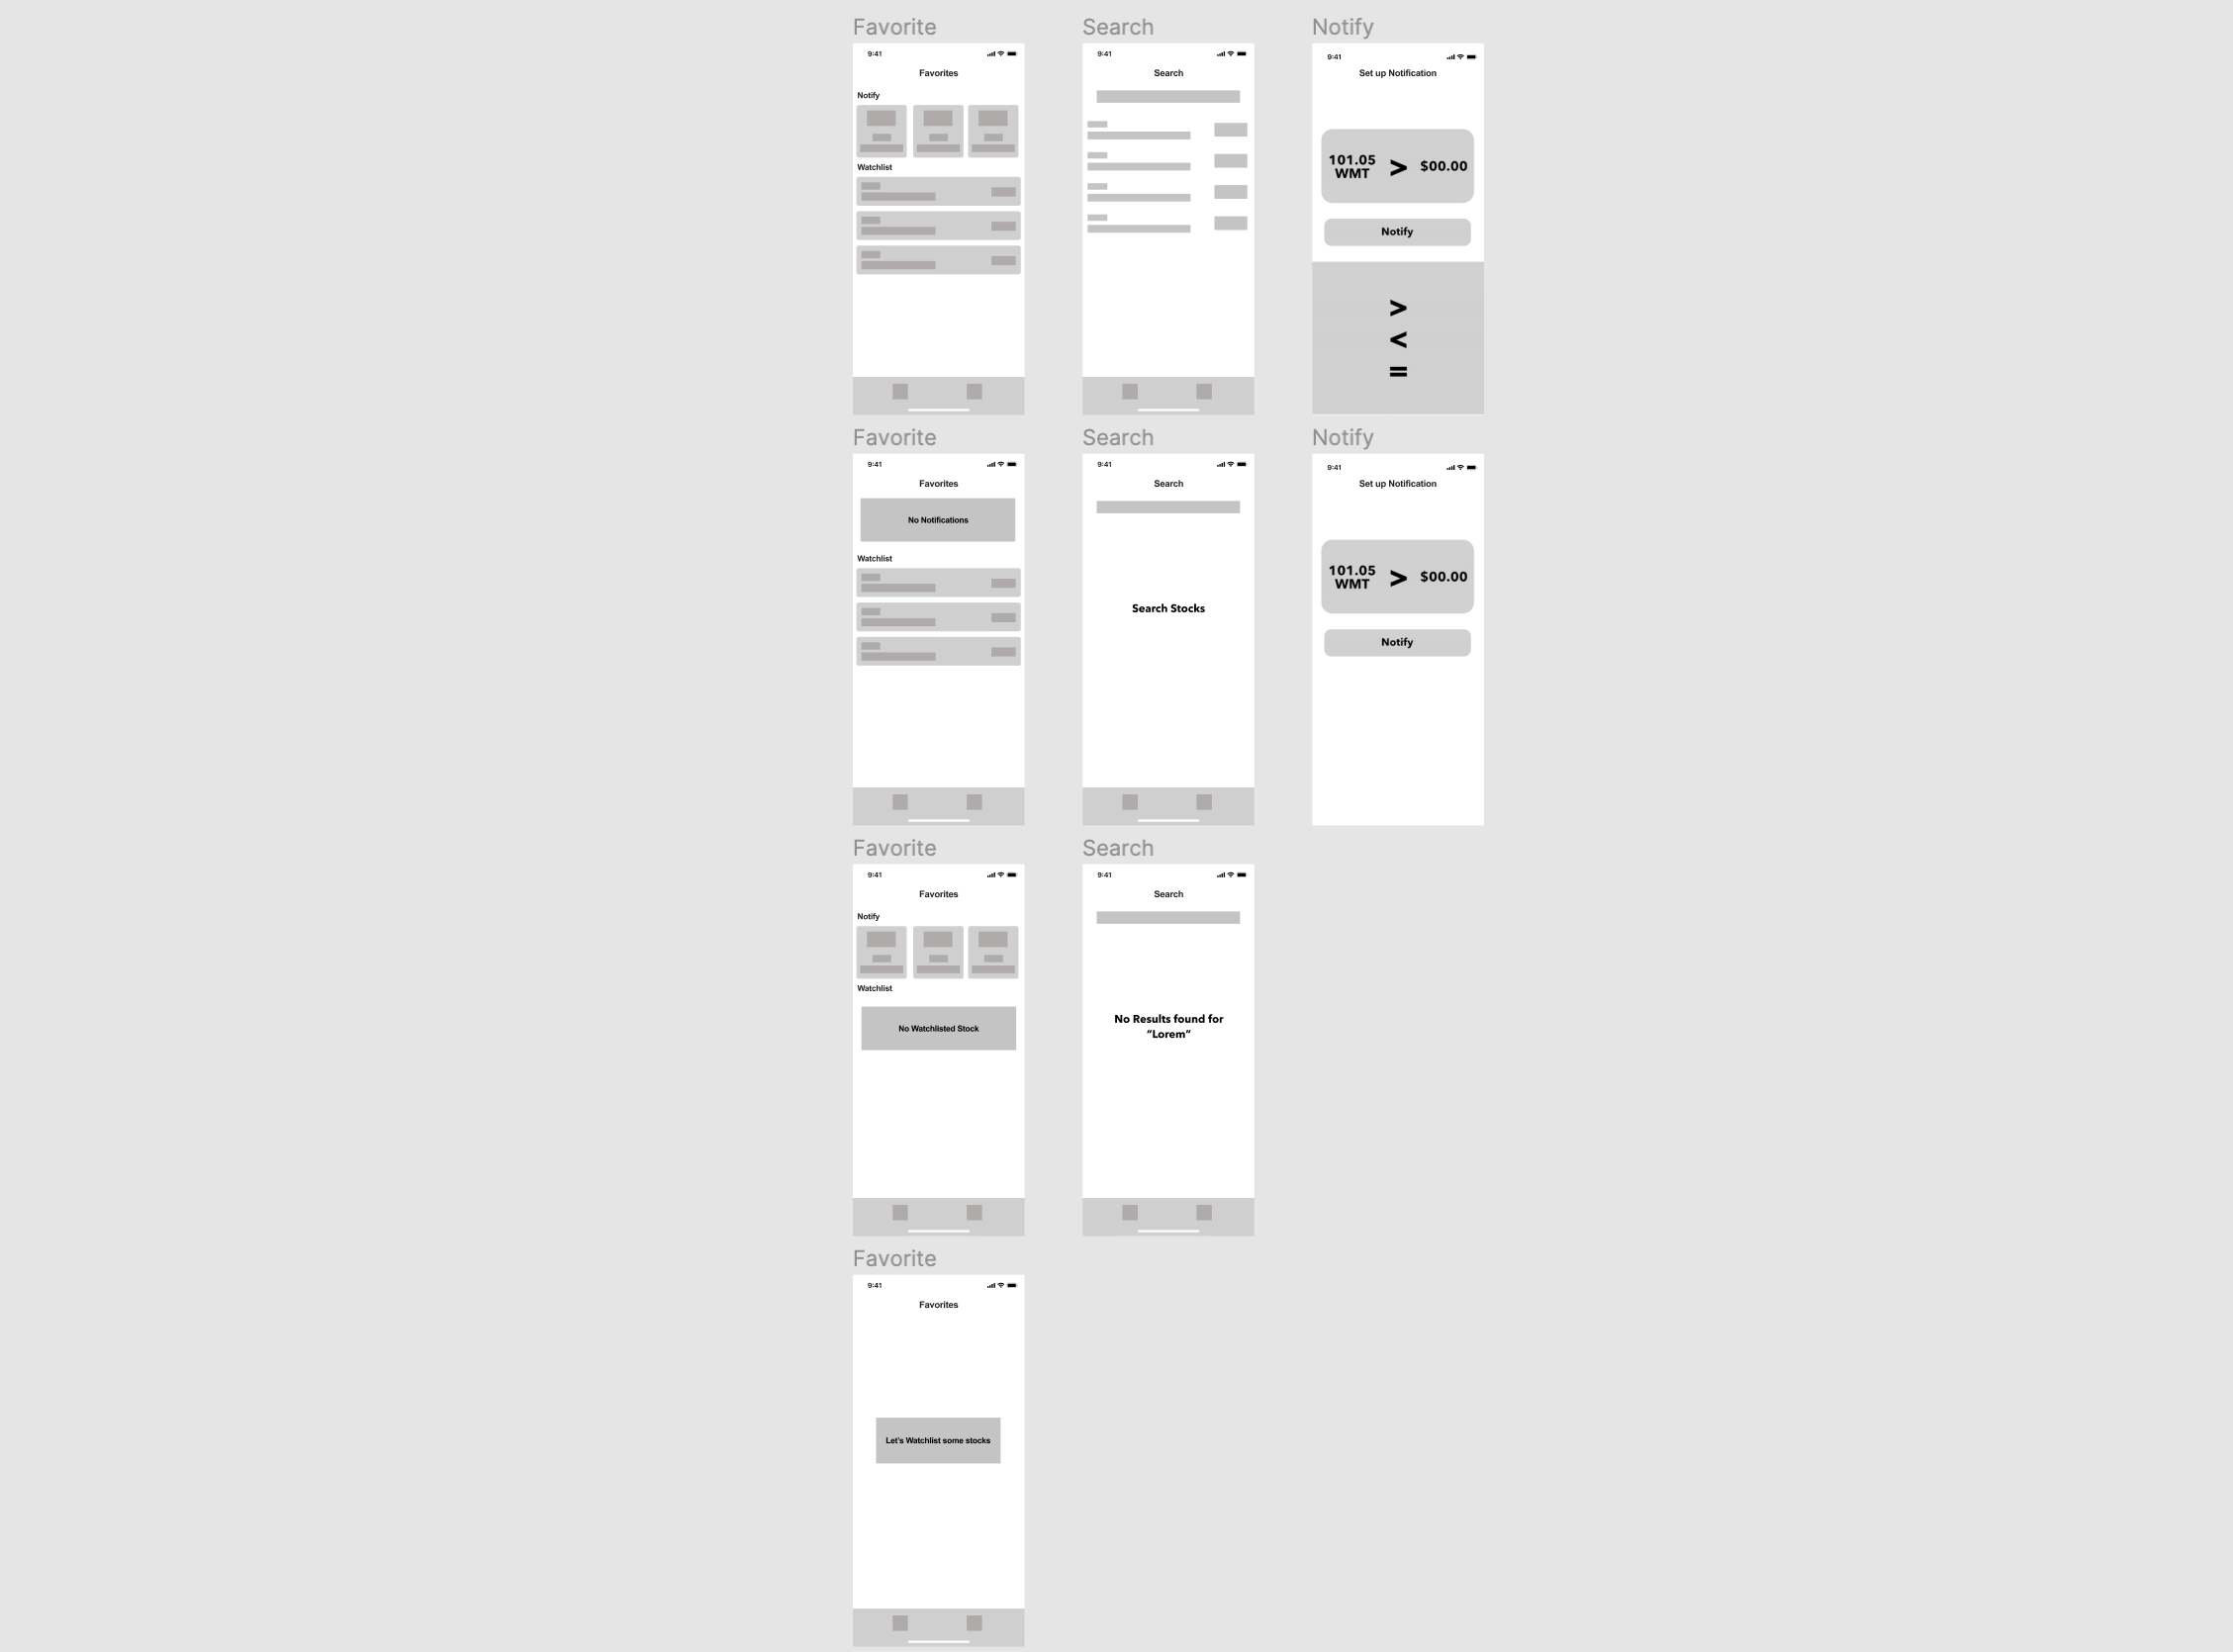 Favorite
Search
Notify
9:41
Favorites
Notify
Watchlist
9:41
Search
9:41
Set up Notification
101.05
WMT
>
$00.00
Notify
>
<
=
Favorite
Search
Notify
9:41
Favorites
No Notifications
Watchlist
9:41
Search
Search Stocks
9:41
Set up Notification
101.05
WMT
>
$00.00
Notify
Favorite
Search
9:41
Favorites
Notify
Watchlist
No Watchlisted Stock
9:41
Search
No Results found for
“Lorem”
Favorite
9:41
Favorites
Let's Watchlist some stocks